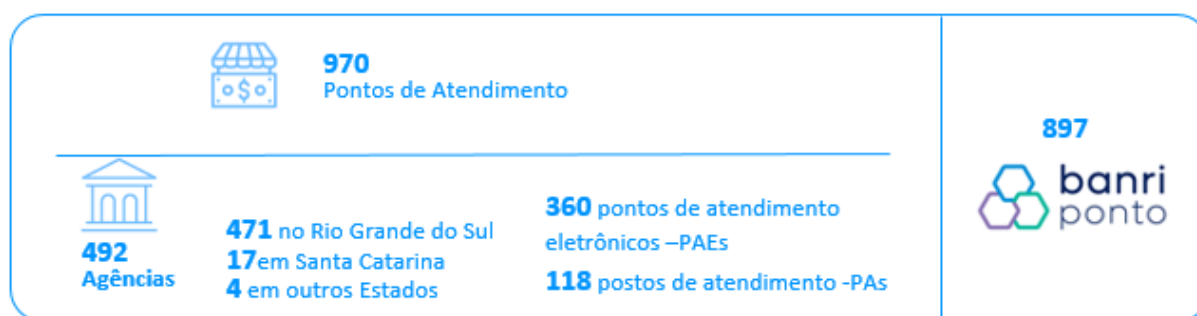 970
Pontos de Atendimento
492
Agências
471 no Rio Grande do Sul
17em Santa Catarina
4 em outros Estados
360 pontos de atendimento
eletrônicos –PAEs
118 postos de atendimento -PAs
897
banri
ponto